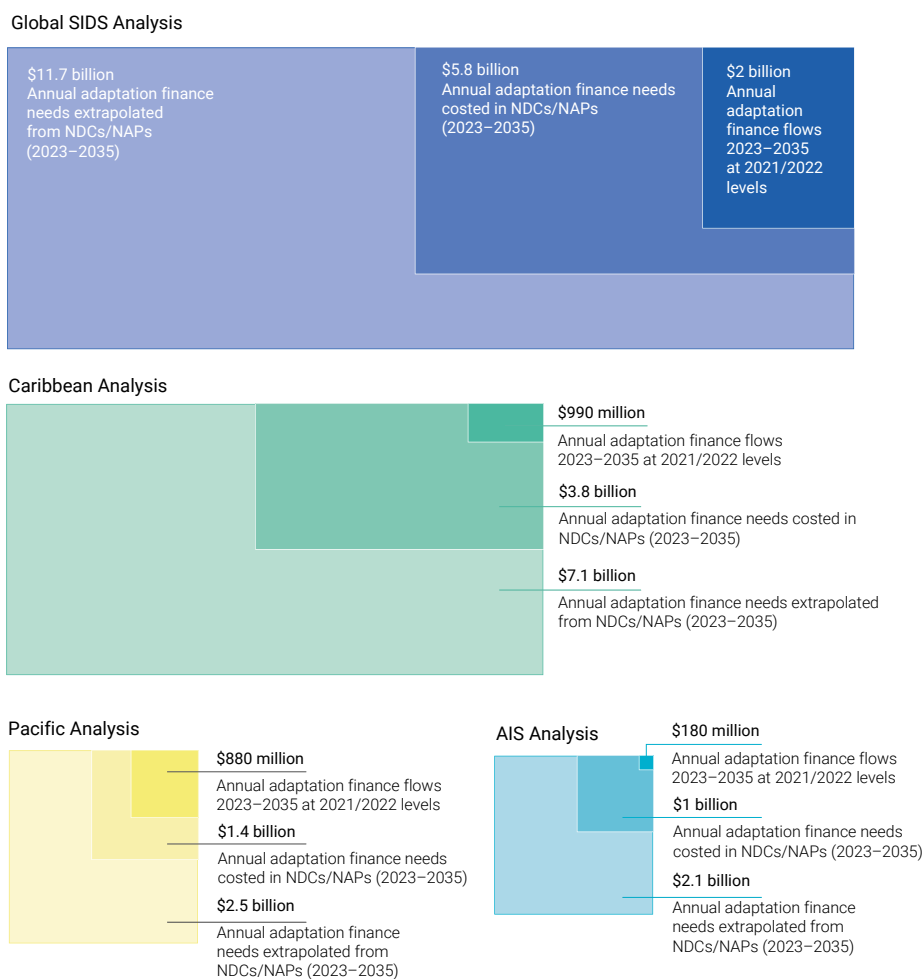 Global SIDS Analysis
$11.7 billion
Annual adaptation finance
needs extrapolated
from NDCs/NAPs
(2023–2035)
$5.8 billion
Annual adaptation finance needs
costed in NDCs/NAPs
(2023–2035)
$2 billion
Annual
adaptation
finance flows
2023–2035
at 2021/2022
levels
Caribbean Analysis
$990 million
Annual adaptation finance flows
2023–2035 at 2021/2022 levels
$3.8 billion
Annual adaptation finance needs costed in
NDCs/NAPs (2023–2035)
$7.1 billion
Annual adaptation finance needs extrapolated
from NDCs/NAPs (2023–2035)
Pacific Analysis
$880 million
Annual adaptation finance flows
2023–2035 at 2021/2022 levels
$1.4 billion
Annual adaptation finance needs
costed in NDCs/NAPs (2023–2035)
$2.5 billion
Annual adaptation finance
needs extrapolated from
NDCs/NAPs (2023–2035)
AIS Analysis
$180 million
Annual adaptation finance flows
2023–2035 at 2021/2022 levels
$1 billion
Annual adaptation finance needs
costed in NDCs/NAPs (2023–2035)
$2.1 billion
Annual adaptation finance
needs extrapolated from
NDCs/NAPs (2023–2035)